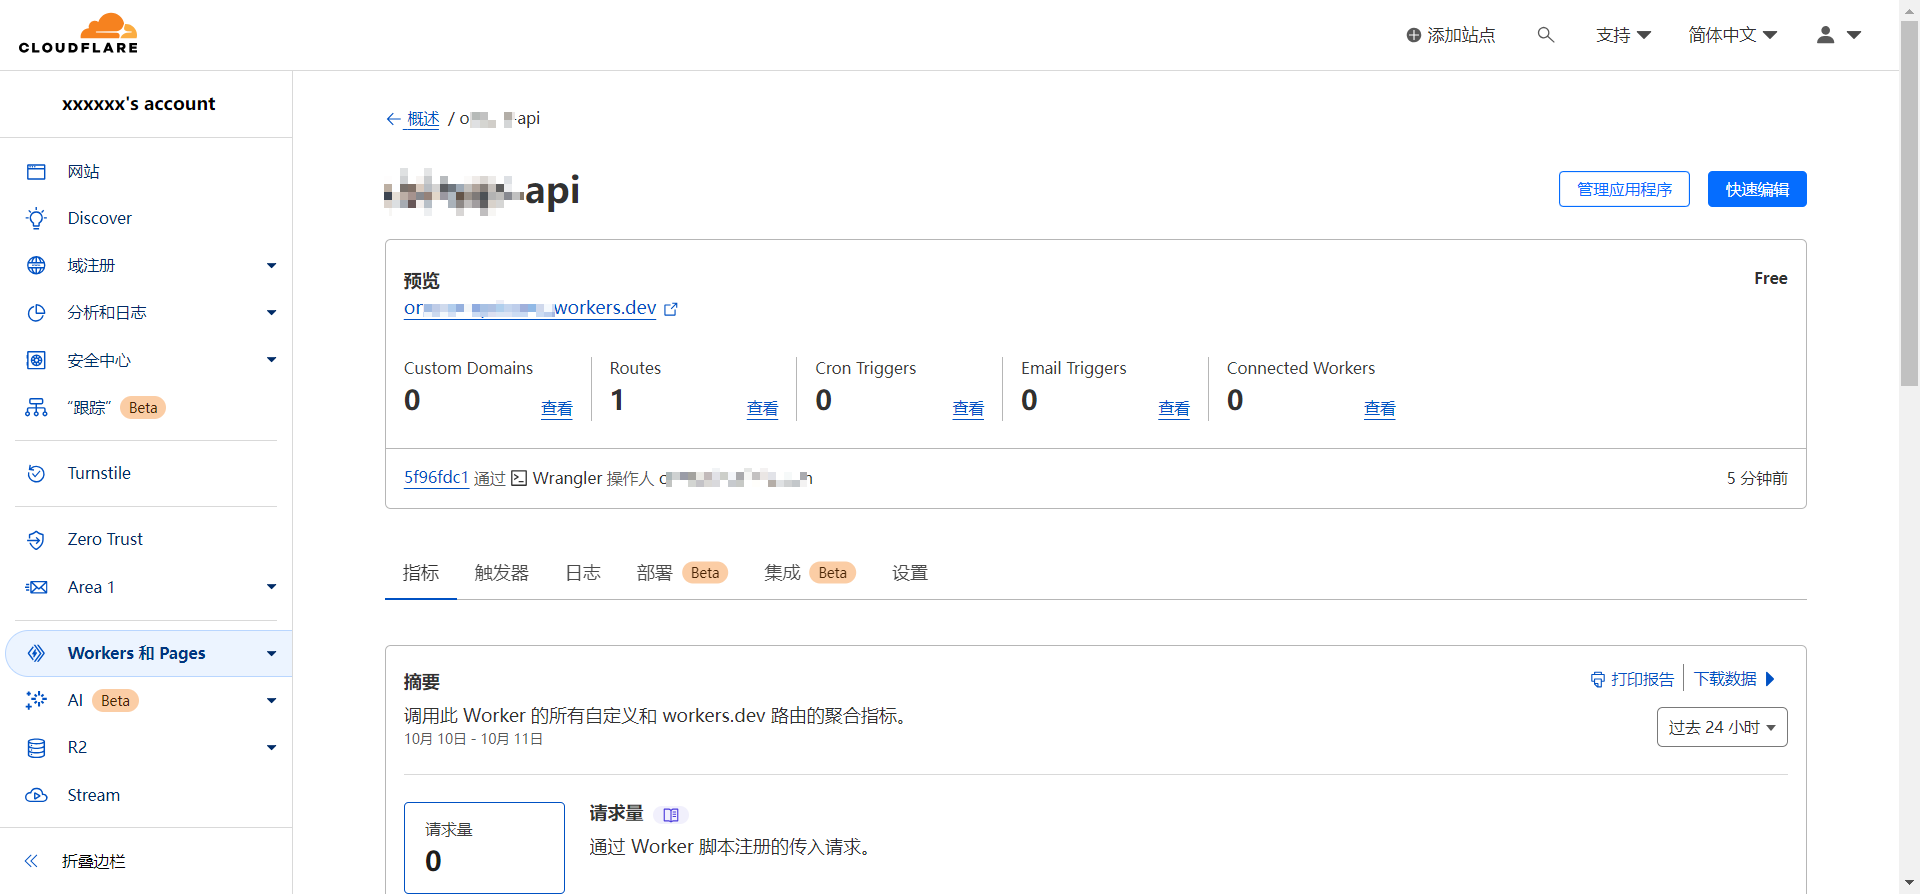 CLOUDFLARE
添加站点
支持
简体中文
xxxxxx's account
网站
Discover
域注册
分析和日志
安全中心
“跟踪” Beta
Turnstile
Zero Trust
Area 1
Workers 和 Pages
AI Beta
R2
Stream
折叠边栏
← 概述 / o -api
-api
管理应用程序
快速编辑
预览
Free
or workers.dev
Custom Domains
0
查看
Routes
1
查看
Cron Triggers
0
查看
Email Triggers
0
查看
Connected Workers
0
查看
5f96fdc1 通过 Wrangler 操作人
5 分钟前
指标 触发器 日志 部署 Beta 集成 Beta 设置
摘要
打印报告
下载数据
调用此 Worker 的所有自定义和 workers.dev 路由的聚合指标。
10月 10日 - 10月 11日
过去 24 小时
请求量
0
请求量
通过 Worker 脚本注册的传入请求。